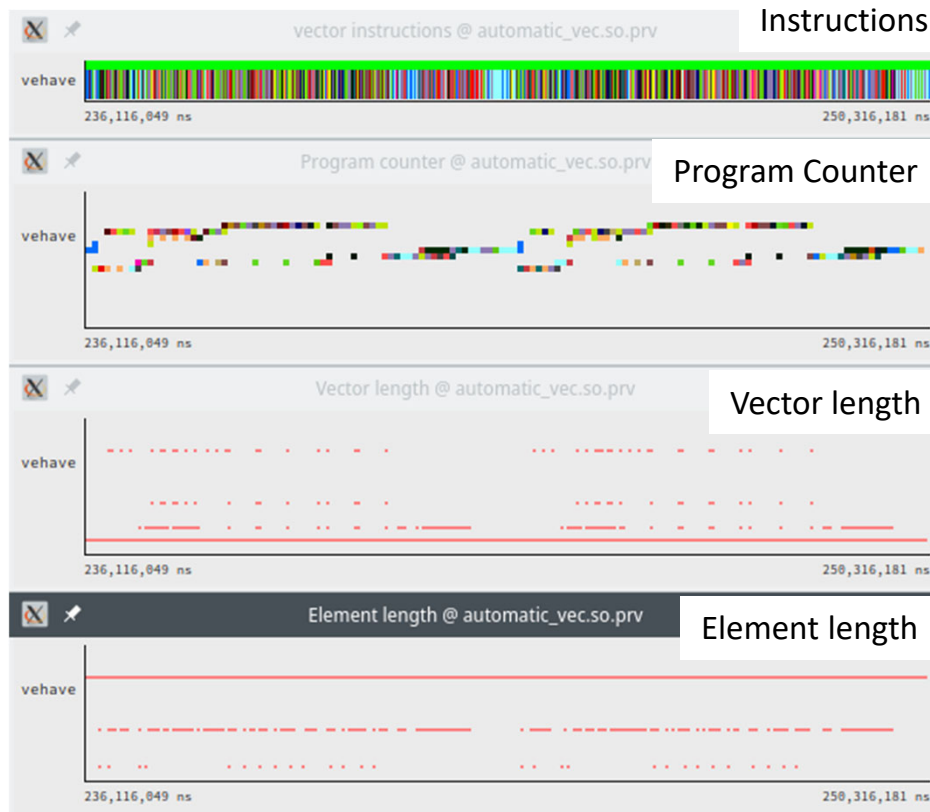 vector instructions @ automatic_vec.so.prv
Instructions
vehave
236,116,049 ns
250,316,181 ns
Program counter @ automatic_vec.so.prv
Program Counter
vehave
236,116,049 ns
250,316,181 ns
Vector length @ automatic_vec.so.prv
Vector length
vehave
236,116,049 ns
250,316,181 ns
Element length @ automatic_vec.so.prv
Element length
vehave
236,116,049 ns
250,316,181 ns